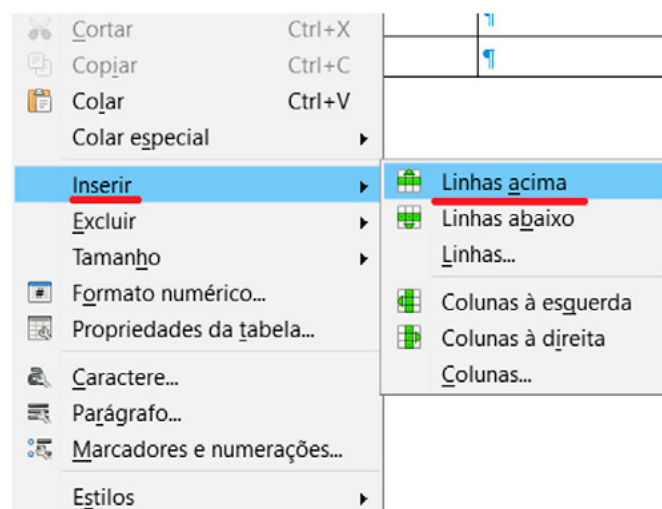 Cortar Ctrl+X
Copiar Ctrl+C
Colar Ctrl+V
Colar especial
Inserir
Excluir
Tamanho
Formato numérico...
Propriedades da tabela...
Caractere...
Parágrafo...
Marcadores e numerações...
Estilos
Linhas acima
Linhas abaixo
Linhas...
Colunas à esquerda
Colunas à direita
Colunas...
¶
¶